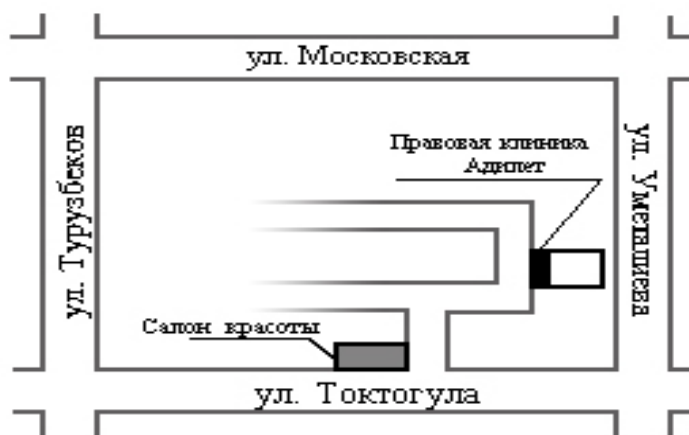 ул. Московская
ул. Турузбеков
Правовая клиника
Адилет
ул. Уметалиева
Салон красоты
ул. Токтогула